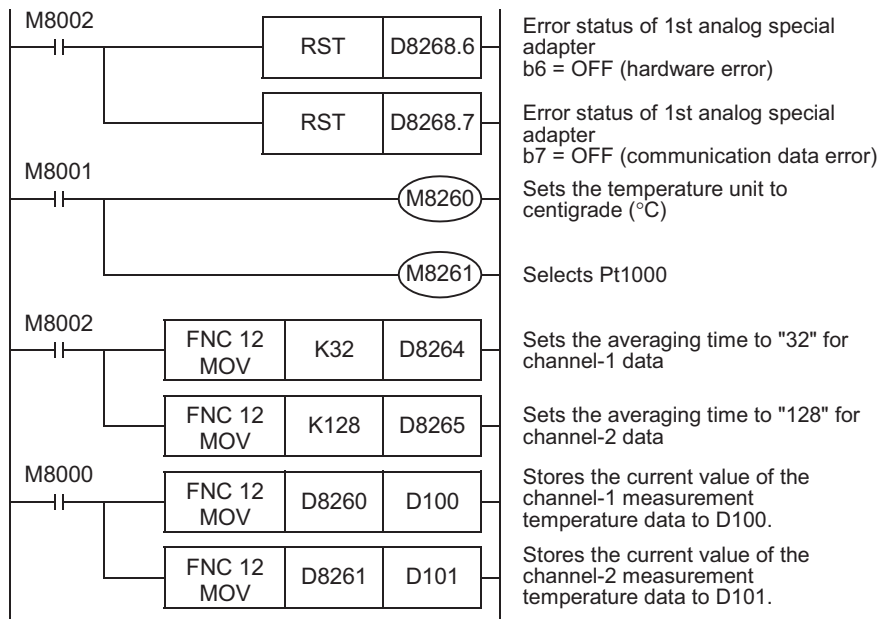 M8002
RST D8268.6
Error status of 1st analog special
adapter
b6 = OFF (hardware error)
RST D8268.7
Error status of 1st analog special
adapter
b7 = OFF (communication data error)
M8001
M8260
Sets the temperature unit to
centigrade (°C)
M8261
Selects Pt1000
M8002
FNC 12
MOV
K32 D8264
Sets the averaging time to "32" for
channel-1 data
FNC 12
MOV
K128 D8265
Sets the averaging time to "128" for
channel-2 data
M8000
FNC 12
MOV
D8260 D100
Stores the current value of the
channel-1 measurement
temperature data to D100.
FNC 12
MOV
D8261 D101
Stores the current value of the
channel-2 measurement
temperature data to D101.